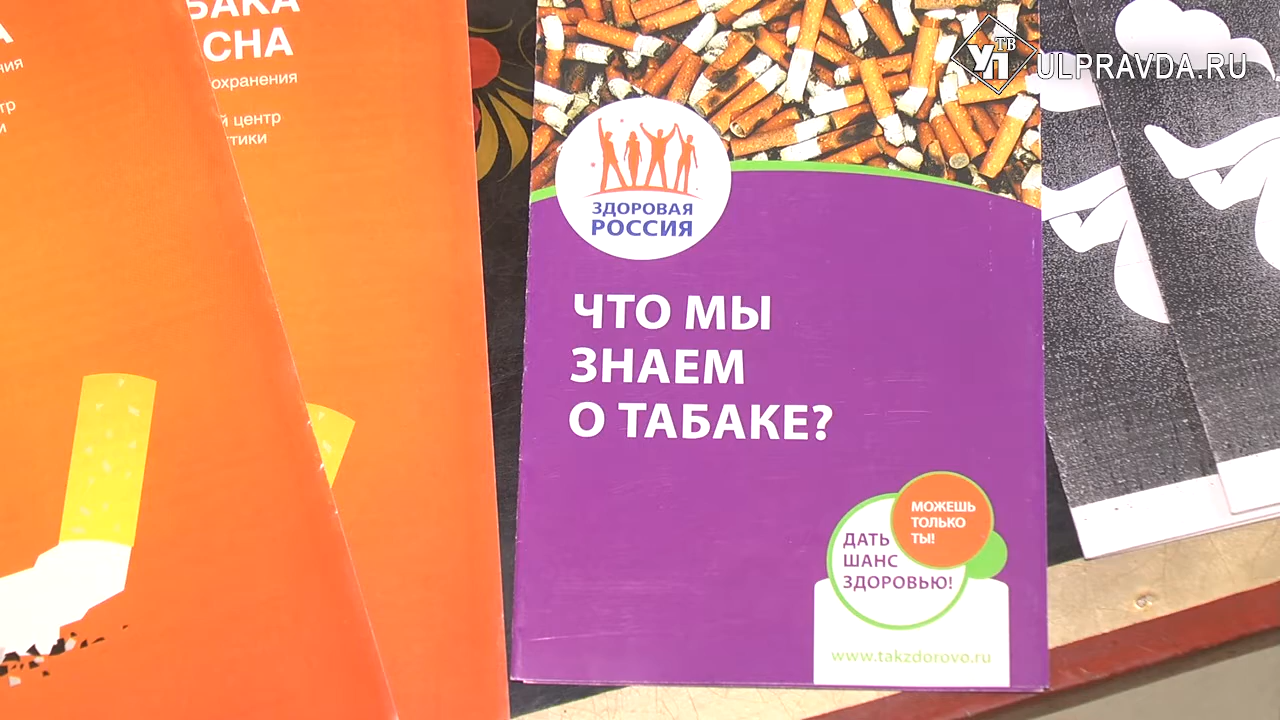 БАКА
СНА
охранения
й центр
тики
ЗДОРОВАЯ
РОССИЯ
ЧТО МЫ
ЗНАЕМ
О ТАБАКЕ?
МОЖЕШЬ
ТОЛЬКО
ТЫ!
ДАТЬ
ШАНС
ЗДОРОВЬЮ!
www.takzdorovo.ru
УП ТВ
ULPRAVDA.RU